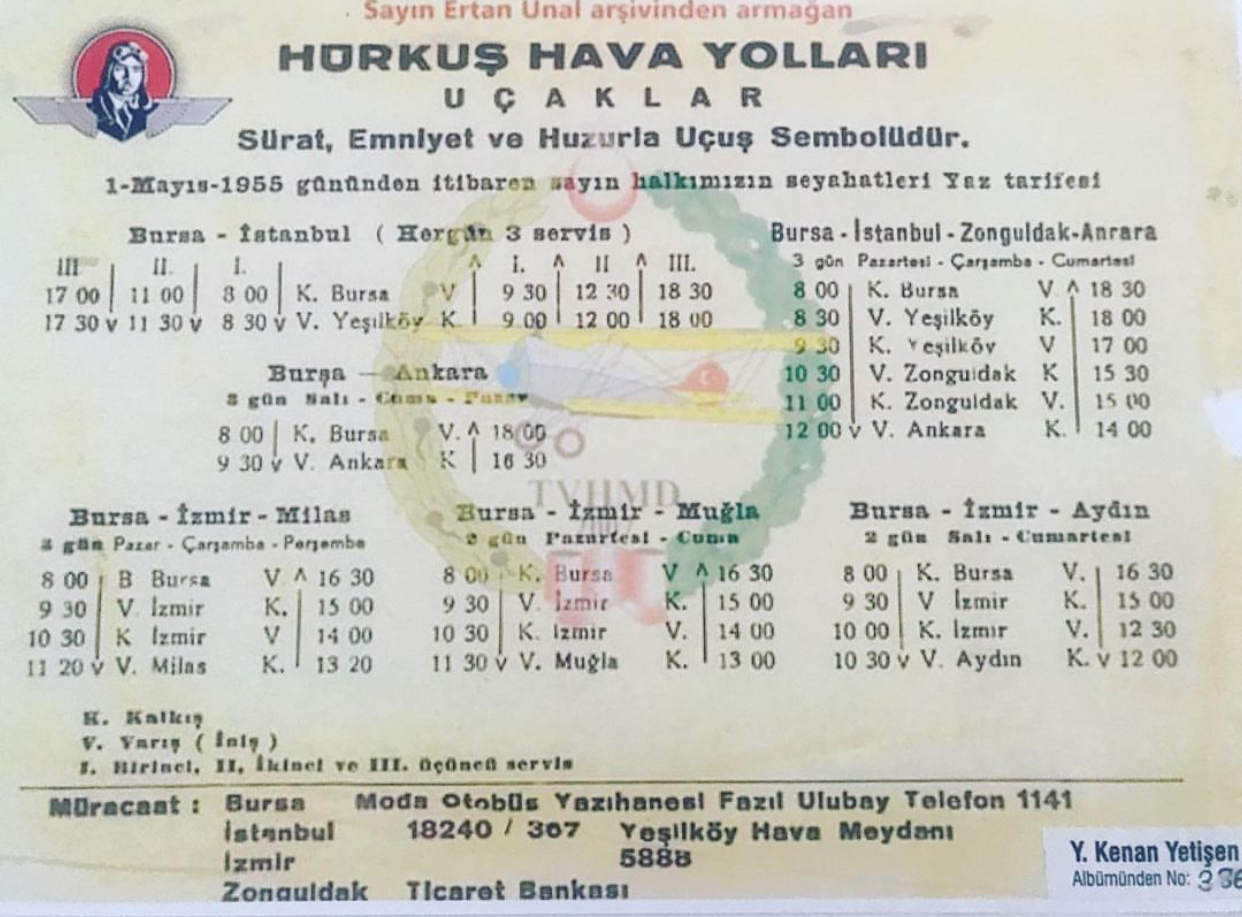 Sayın Ertan Ünal arşivinden armağan
HÜRKUŞ HAVA YOLLARI
UÇAKLAR
Sürat, Emniyet ve Huzurla Uçuş Sembolüdür.
1-Mayıs-1955 gününden itibaren sayın halkımızın seyahatleri Yaz tarifesi
Bursa - İstanbul ( Hergün 3 servis )
III II. I. ^ I. ^ II ^ III.
17 00 11 00 8 00 K. Bursa V 9 30 12 30 18 30
17 30 v 11 30 v 8 30 v V. Yeşilköy K 9 00 12 00 18 00
Bursa - İstanbul - Zonguldak-Anrara
3 gün Pazartesi - Çarşamba - Cumartesi
8 00 K. Bursa V ^ 18 30
8 30 V. Yeşilköy K. 18 00
9 30 K. Yeşilköy V 17 00
10 30 V. Zonguldak K 15 30
11 00 K. Zonguldak V. 15 00
12 00 v V. Ankara K. 14 00
Burşa — Ankara
3 gün Salı - Cuma - Pazar
8 00 K. Bursa V. ^ 18 00
9 30 v V. Ankara K 16 30
TVHMD
Bursa - İzmir - Milas
gün Pazar - Çarşamba - Perşembe
8 00 B Bursa V ^ 16 30
9 30 V İzmir K. 15 00
10 30 K İzmir V 14 00
11 20 v V. Milas K. 13 20
Bursa - İzmir - Muğla
2 gün Pazartesi - Cuma
8 00 K. Bursa V ^ 16 30
9 30 V. İzmir K. 15 00
10 30 K. İzmir V. 14 00
11 30 v V. Muğla K. 13 00
Bursa - İzmir - Aydın
2 gün Salı - Cumartesi
8 00 K. Bursa V. 16 30
9 30 V İzmir K. 15 00
10 00 K. İzmir V. 12 30
10 30 v V. Aydın K. v 12 00
K. Kalkış
V. Varış ( İniş )
I. Birinci, II, İkinci ve III. üçüncü servis
Müracaat : Bursa Moda Otobüs Yazıhanesi Fazıl Ulubay Telefon 1141
İstanbul 18240 / 307 Yeşilköy Hava Meydanı
İzmir 5888
Zonguldak Ticaret Bankası
Y. Kenan Yetişen
Albümünden No: